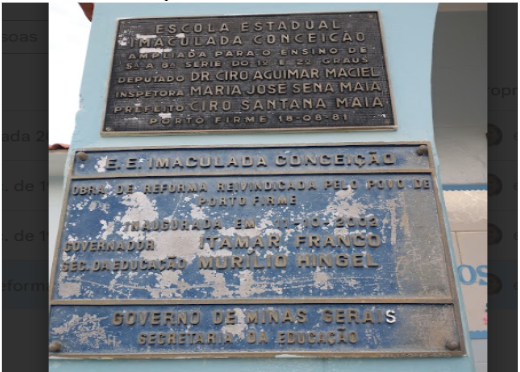 ESCOLA ESTADUAL
IMACULADA CONCEIÇÃO
AMPLIADA PARA O ENSINO DE
5ª A 8ª SÉRIE DO 1º E 2º GRAUS
DEPUTADO DR. CIRO AGUIMAR MACIEL
INSPETORA MARIA JOSÉ SENA MAIA
PREFEITO CIRO SANTANA MAIA
PORTO FIRME 18-08-81
E. E. IMACULADA CONCEIÇÃO
OBRA DE REFORMA REIVINDICADA PELO POVO DE
PORTO FIRME
INAUGURADA EM 2002
GOVERNADOR ITAMAR FRANCO
SEC. DA EDUCAÇÃO MURÍLIO HINGEL
GOVERNO DE MINAS GERAIS
SECRETARIA DA EDUCAÇÃO